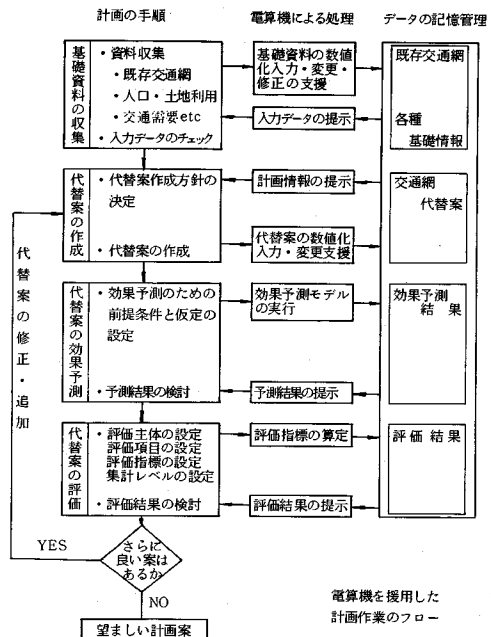 計画の手順
電算機による処理
データの記憶管理
基礎資料の収集
・資料収集
・既存交通網
・人口・土地利用
・交通需要etc
・入力データのチェック
基礎資料の数値
化入力・変更・
修正の支援
入力データの提示
既存交通網
各種
基礎情報
代替案の作成
・代替案作成方針の
決定
・代替案の作成
計画情報の提示
代替案の数値化
入力・変更支援
交通網
代替案
代替案の効果予測
・効果予測のための
前提条件と仮定の
設定
・予測結果の検討
効果予測モデル
の実行
予測結果の提示
効果予測
結果
代替案の評価
・評価主体の設定
評価項目の設定
評価指標の設定
集計レベルの設定
・評価結果の検討
評価指標の算定
評価結果の提示
評価結果
代替案の修正・追加
YES
さらに
良い案は
あるか
NO
望ましい計画案
電算機を援用した
計画作業のフロー